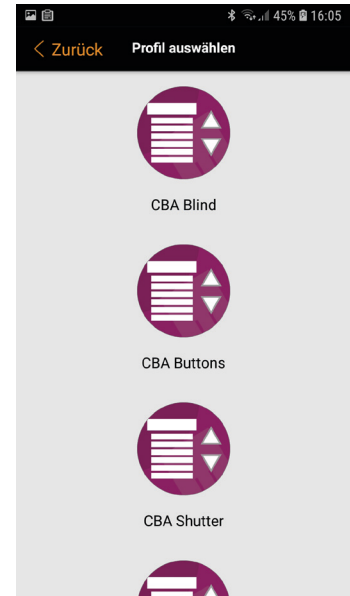 45% 16:05
Zurück Profil auswählen
CBA Blind
CBA Buttons
CBA Shutter